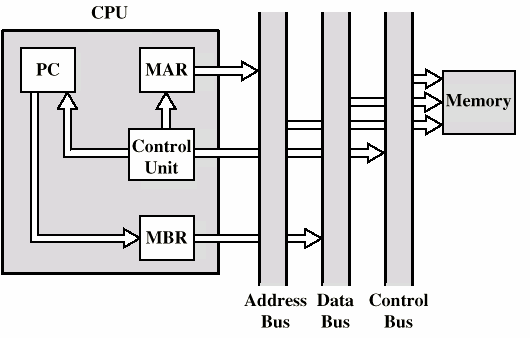 CPU
PC
MAR
Memory
Control
Unit
MBR
Address Data Control
Bus Bus Bus